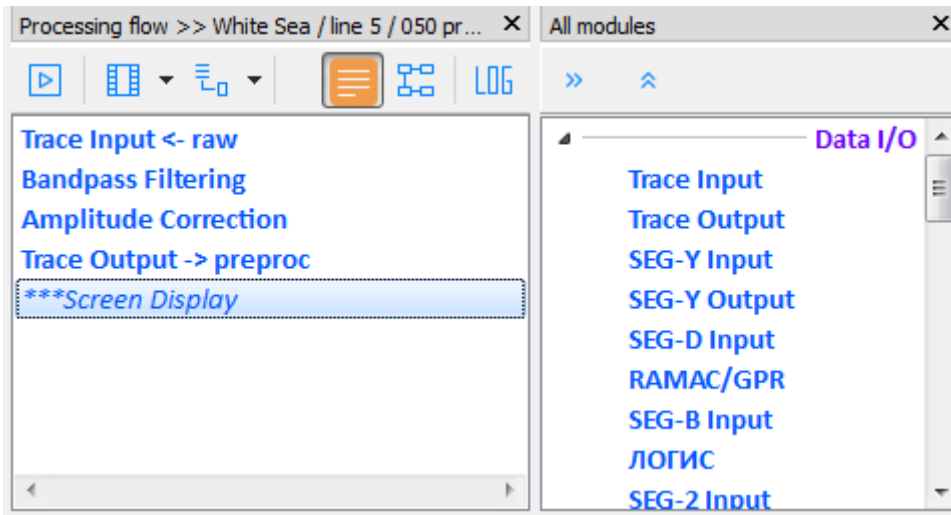 Processing flow >> White Sea / line 5 / 050 pr...
LOG
Trace Input <- raw
Bandpass Filtering
Amplitude Correction
Trace Output -> preproc
***Screen Display
All modules
Data I/O
Trace Input
Trace Output
SEG-Y Input
SEG-Y Output
SEG-D Input
RAMAC/GPR
SEG-B Input
ЛОГИС
SEG-2 Input